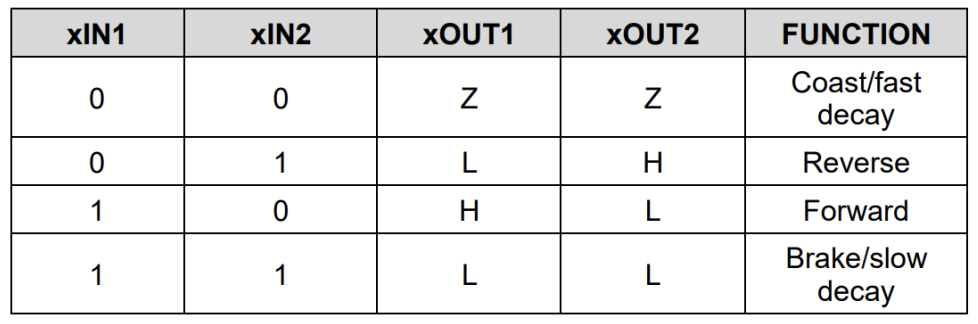 xIN1 xIN2 xOUT1 xOUT2 FUNCTION
0 0 Z Z Coast/fast
decay
0 1 L H Reverse
1 0 H L Forward
1 1 L L Brake/slow
decay